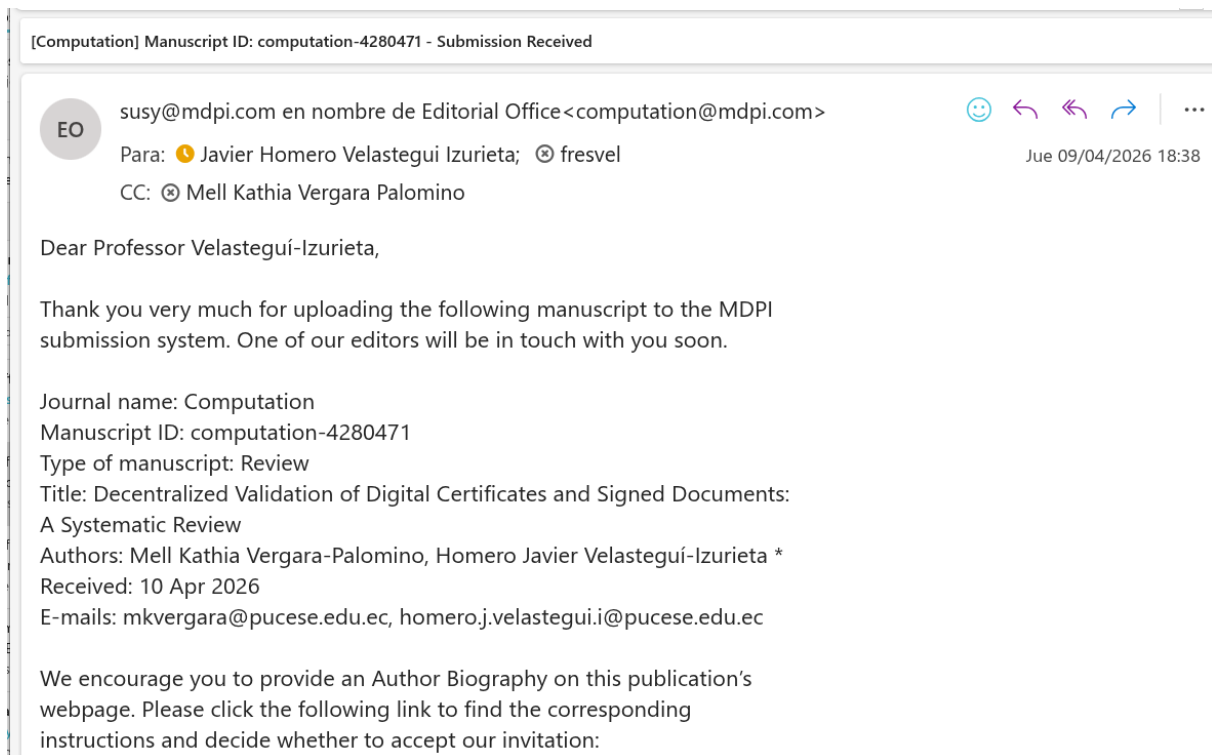 [Computation] Manuscript ID: computation-4280471 - Submission Received
EO
susy@mdpi.com en nombre de Editorial Office<computation@mdpi.com>
Para: Javier Homero Velastegui Izurieta; fresvel
Jue 09/04/2026 18:38
CC: Mell Kathia Vergara Palomino
Dear Professor Velasteguí-Izurieta,
Thank you very much for uploading the following manuscript to the MDPI
submission system. One of our editors will be in touch with you soon.
Journal name: Computation
Manuscript ID: computation-4280471
Type of manuscript: Review
Title: Decentralized Validation of Digital Certificates and Signed Documents:
A Systematic Review
Authors: Mell Kathia Vergara-Palomino, Homero Javier Velasteguí-Izurieta *
Received: 10 Apr 2026
E-mails: mkvergara@pucese.edu.ec, homero.j.velastegui.i@pucese.edu.ec
We encourage you to provide an Author Biography on this publication's
webpage. Please click the following link to find the corresponding
instructions and decide whether to accept our invitation: